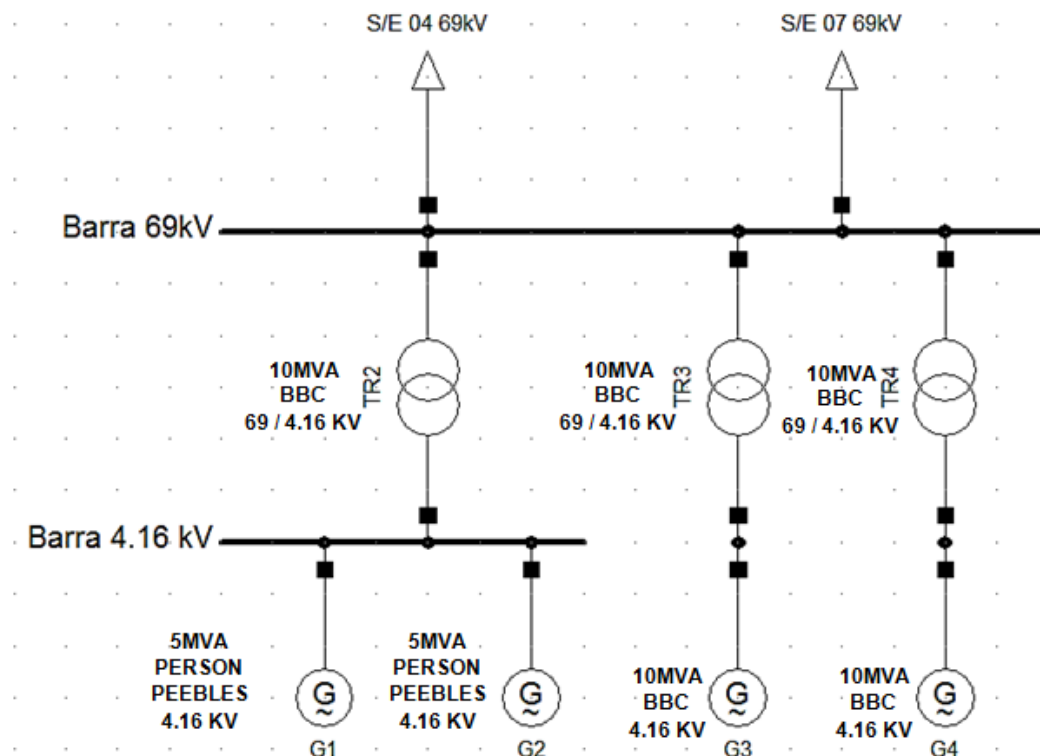 S/E 04 69kV
S/E 07 69kV
Barra 69kV
10MVA
BBC
69 / 4.16 KV
TR2
10MVA
BBC
69 / 4.16 KV
TR3
10MVA
BBC
69 / 4.16 KV
TR4
Barra 4.16 kV
5MVA
PERSON
PEEBLES
4.16 KV
G
~
G1
5MVA
PERSON
PEEBLES
4.16 KV
G
~
G2
10MVA
BBC
4.16 KV
G
~
G3
10MVA
BBC
4.16 KV
G
~
G4